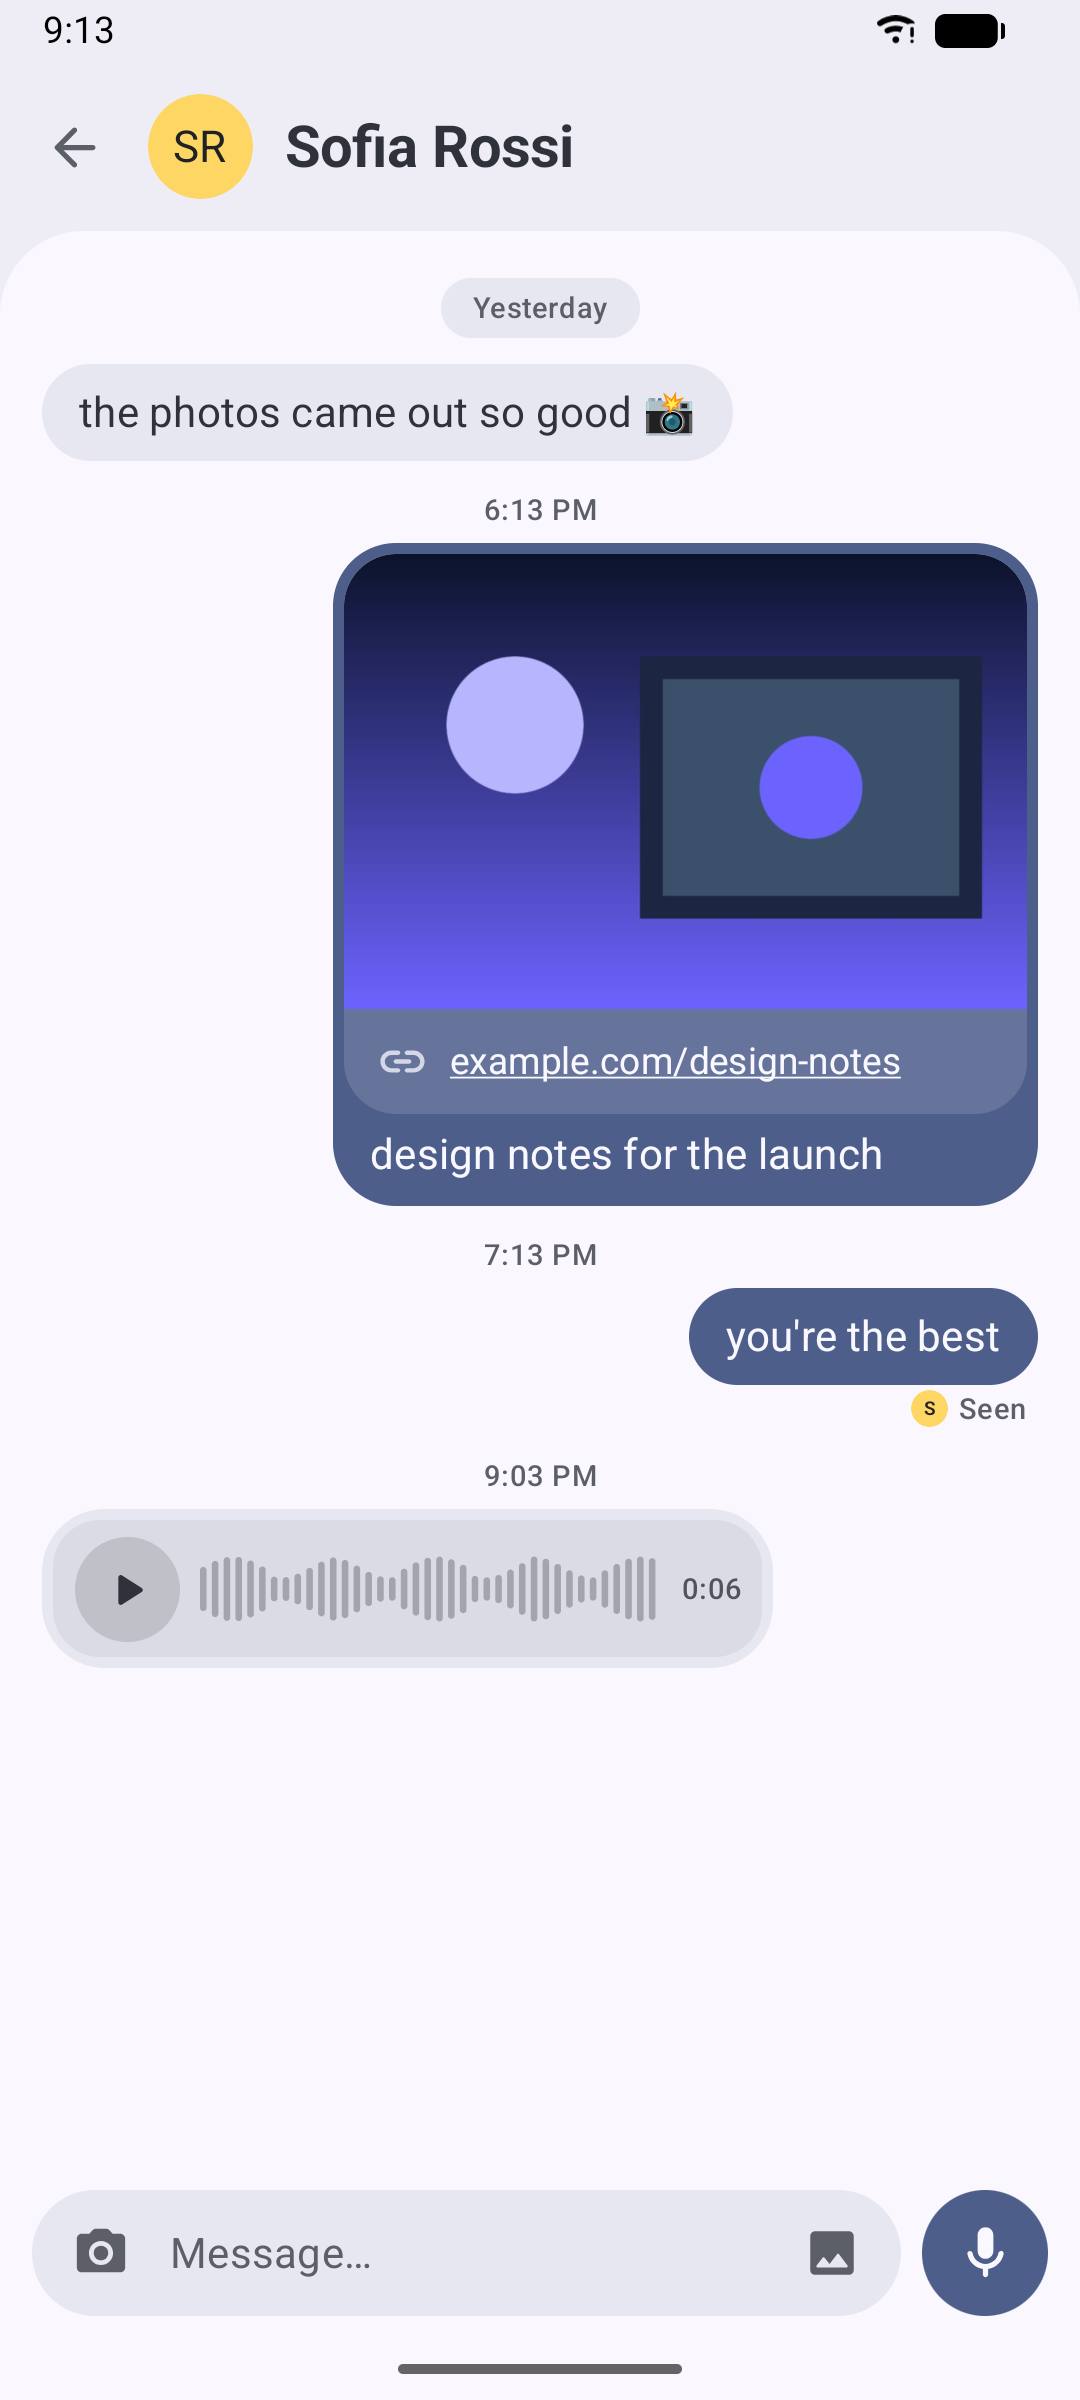 9:13
SR
Sofia Rossi
Yesterday
the photos came out so good 📸
6:13 PM
example.com/design-notes
design notes for the launch
7:13 PM
you're the best
S Seen
9:03 PM
0:06
Message…